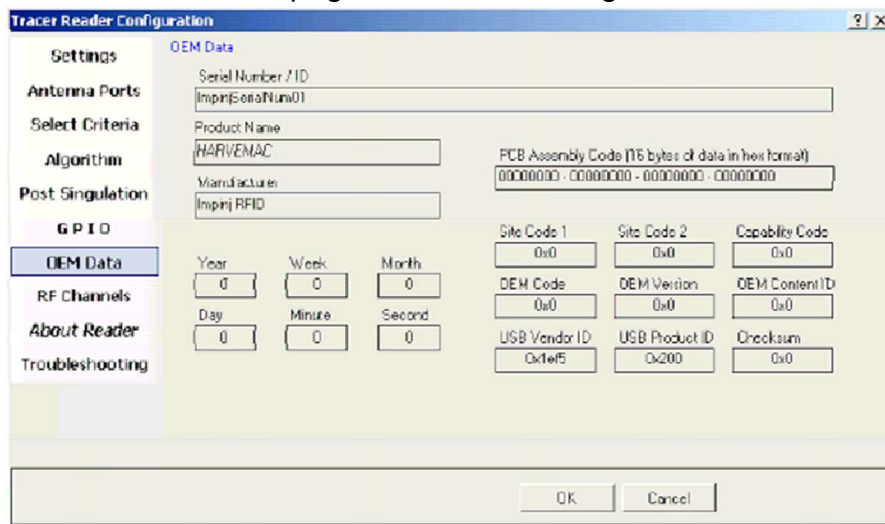 Tracer Reader Configuration
Settings
Antenna Ports
Select Criteria
Algorithm
Post Singulation
GPIO
OEM Data
RF Channels
About Reader
Troubleshooting
OEM Data
Serial Number / ID
ImpinjSerialNum01
Product Name
HARVEMAC
Manufacturer
Impinj RFID
PCB Assembly Code (16 bytes of data in hex format)
00000000 - 00000000 - 00000000 - 00000000
Year Week Month
0 0 0
Day Minute Second
0 0 0
Site Code 1 Site Code 2 Capability Code
0x0 0x0 0x0
OEM Code OEM Version OEM Content ID
0x0 0x0 0x0
USB Vendor ID USB Product ID Checksum
0x1ef5 0x200 0x0
OK Cancel